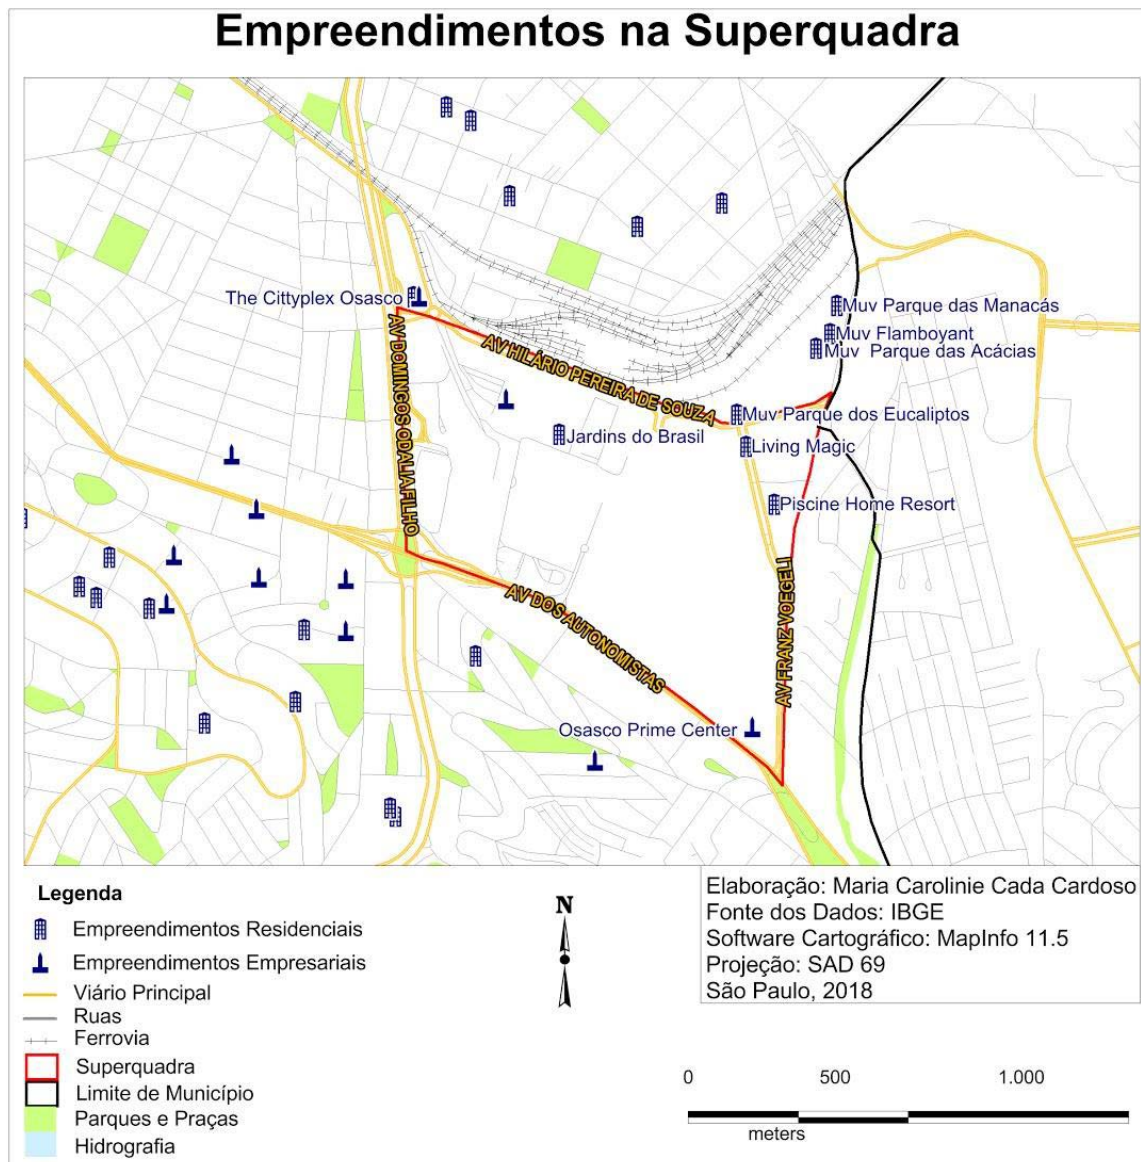 Empreendimentos na Superquadra
The Cittyplex Osasco
Muv Parque das Manacás
Muv Flamboyant
Muv Parque das Acácias
AV DOMINGOS ODALIA FILHO
AV HILÁRIO PEREIRA DE SOUZA
Muv Parque dos Eucaliptos
Jardins do Brasil
Living Magic
Piscine Home Resort
AV DOS AUTONOMISTAS
AV FRANZ VOEGELI
Osasco Prime Center
Legenda
Empreendimentos Residenciais
Empreendimentos Empresariais
Viário Principal
Ruas
Ferrovia
Superquadra
Limite de Município
Parques e Praças
Hidrografia
N
Elaboração: Maria Carolinie Cada Cardoso
Fonte dos Dados: IBGE
Software Cartográfico: MapInfo 11.5
Projeção: SAD 69
São Paulo, 2018
0 500 1.000
meters